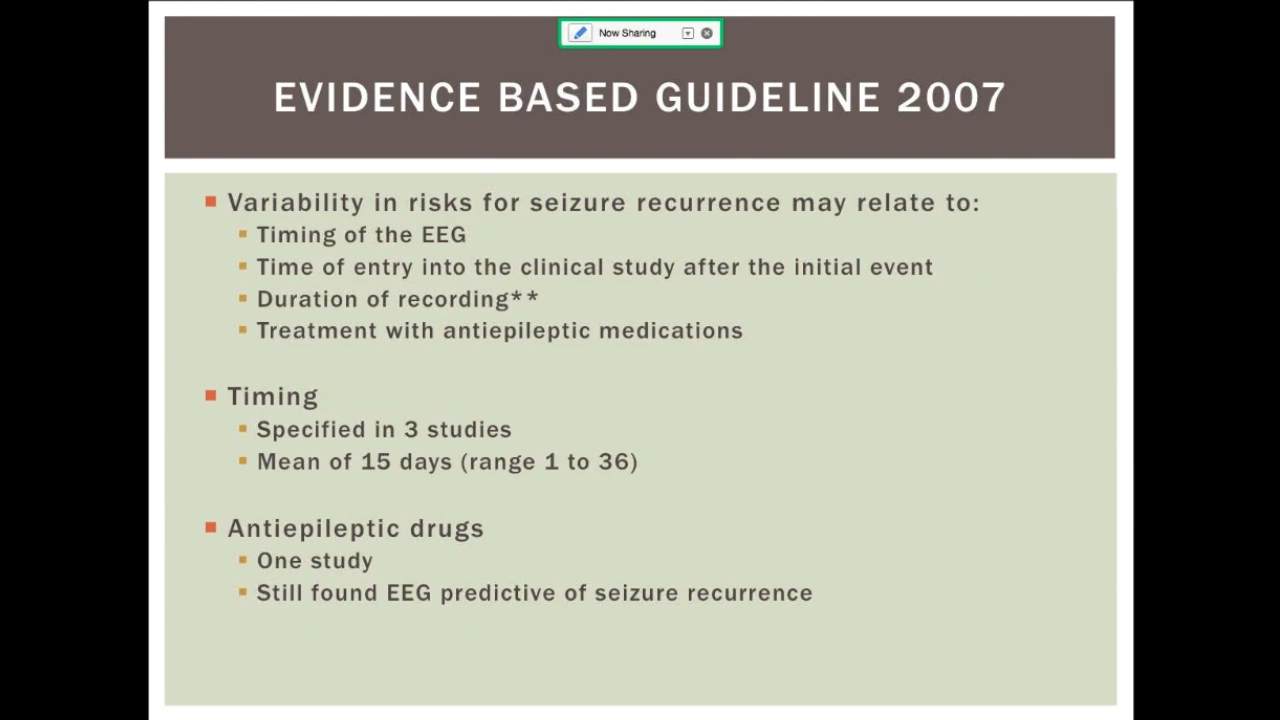 Now Sharing
EVIDENCE BASED GUIDELINE 2007
Variability in risks for seizure recurrence may relate to:
Timing of the EEG
Time of entry into the clinical study after the initial event
Duration of recording**
Treatment with antiepileptic medications
Timing
Specified in 3 studies
Mean of 15 days (range 1 to 36)
Antiepileptic drugs
One study
Still found EEG predictive of seizure recurrence